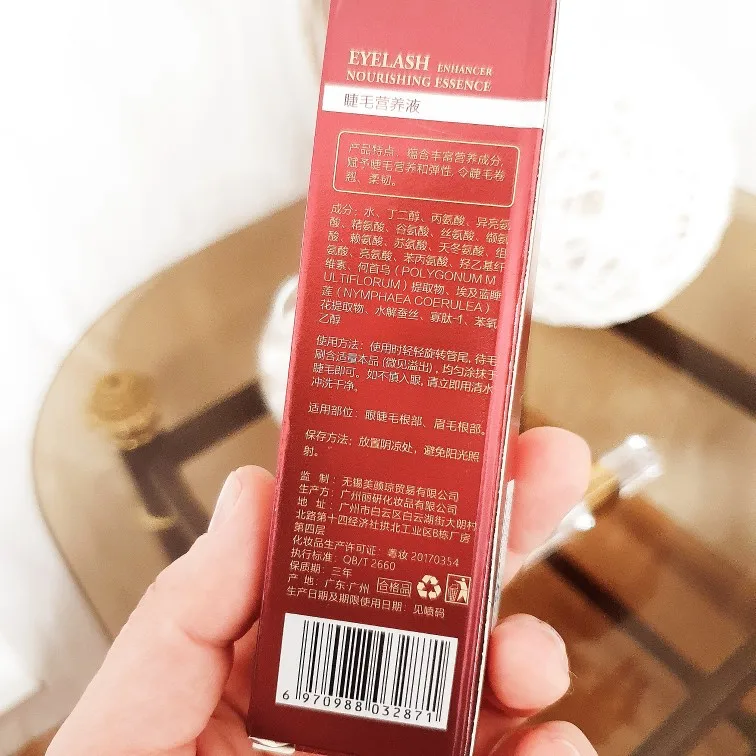 EYELASH ENHANCER
NOURISHING ESSENCE
睫毛营养液
产品特点：蕴含丰富营养成分,
赋予睫毛营养和弹性, 令睫毛卷
翘、柔韧。
成分：水、丁二醇、丙氨酸、异亮氨
酸、精氨酸、谷氨酸、丝氨酸、缬氨
酸、赖氨酸、苏氨酸、天冬氨酸、组
氨酸、亮氨酸、苯丙氨酸、羟乙基纤
维素、何首乌（POLYGONUM M
ULTIFLORUM）提取物、埃及蓝睡
莲（NYMPHAEA COERULEA）
花提取物、水解蚕丝、寡肽-1、苯氧
乙醇
使用方法：使用时轻轻旋转管尾, 待毛
刷含适量本品 (微见溢出) , 均匀涂抹于
睫毛即可。如不慎入眼, 请立即用清水
冲洗干净。
适用部位：眼睫毛根部、眉毛根部。
保存方法：放置阴凉处，避免阳光照
射。
监 制：无锡美颜琼贸易有限公司
生产方：广州丽研化妆品有限公司
地 址：广州市白云区白云湖街大朗村
北路第十四经济社拱北工业区B栋厂房
第四层
化妆品生产许可证：粤妆 20170354
执行标准：QB/T 2660
保质期：三年
产 地：广东·广州 合格品
生产日期及期限使用日期：见喷码
6 970988 032871